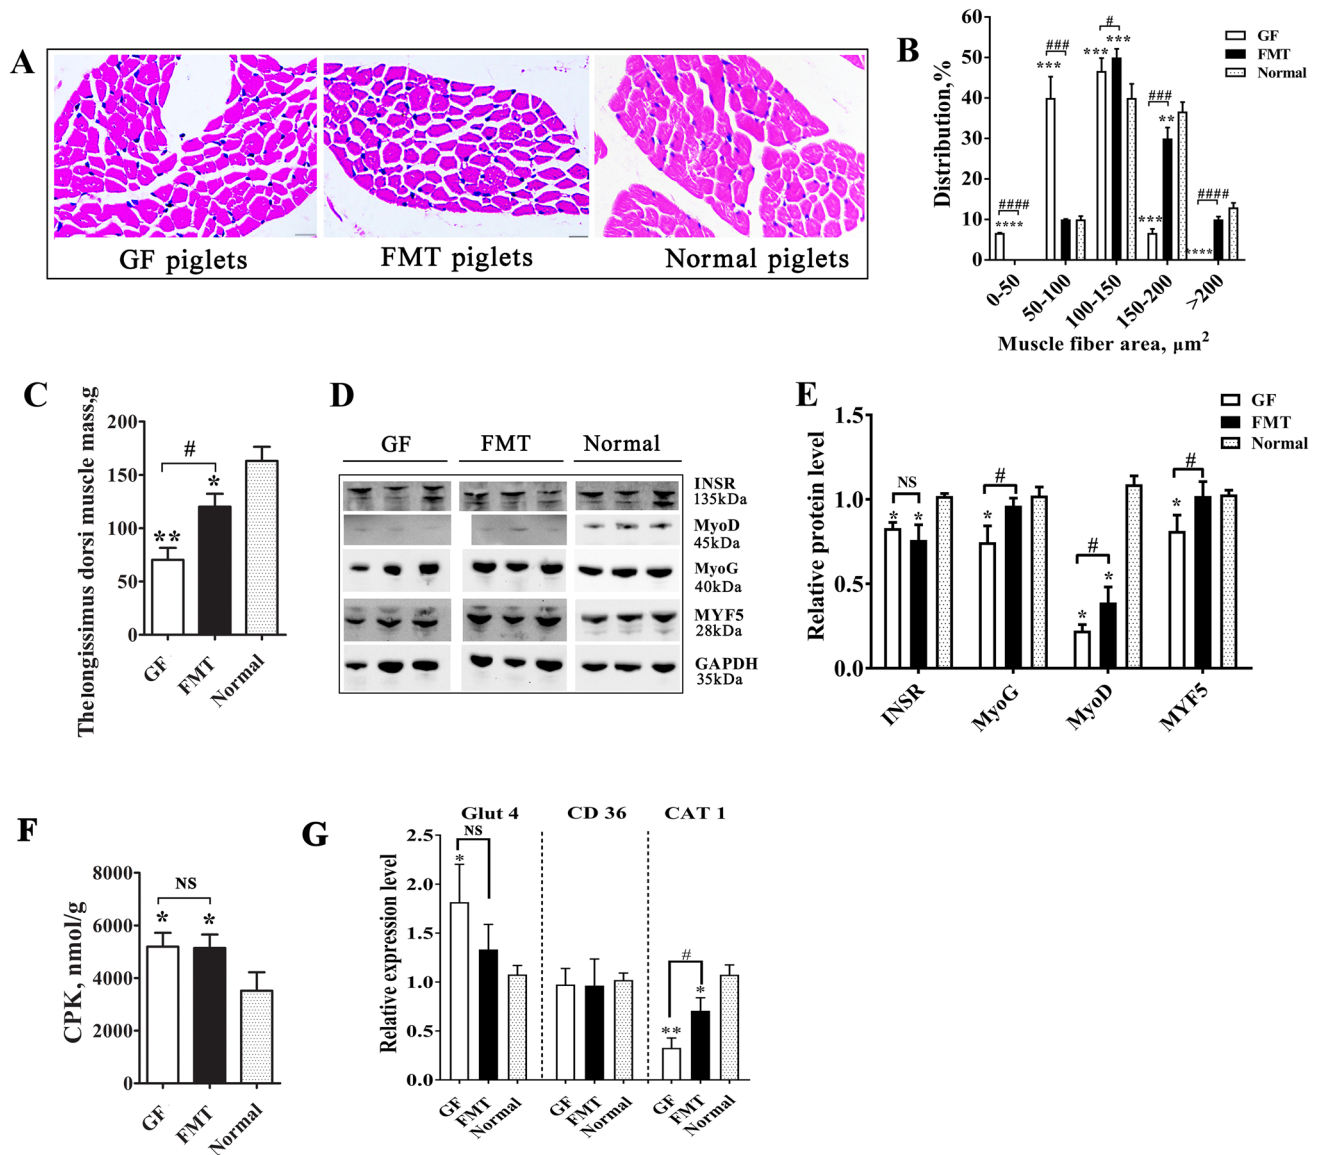 A
GF piglets
FMT piglets
Normal piglets
B
Distribution,%
60
50
40
30
20
10
0
####
****
###
***
#
***
***
###
***
**
####
****
0-50
50-100
100-150
150-200
>200
Muscle fiber area, μm2
GF
FMT
Normal
C
Thelongissimus dorsi muscle mass,g
200
150
100
50
0
#
**
*
GF
FMT
Normal
D
GF
FMT
Normal
INSR
135kDa
MyoD
45kDa
MyoG
40kDa
MYF5
28kDa
GAPDH
35kDa
E
Relative protein level
1.5
1.0
0.5
0.0
NS
*
*
#
*
#
*
*
#
*
INSR
MyoG
MyoD
MYF5
GF
FMT
Normal
F
CPK, nmol/g
8000
6000
4000
2000
0
NS
*
*
GF
FMT
Normal
G
Glut 4
CD 36
CAT 1
Relative expression level
2.5
2.0
1.5
1.0
0.5
0.0
NS
*
#
**
*
GF
FMT
Normal
GF
FMT
Normal
GF
FMT
Normal